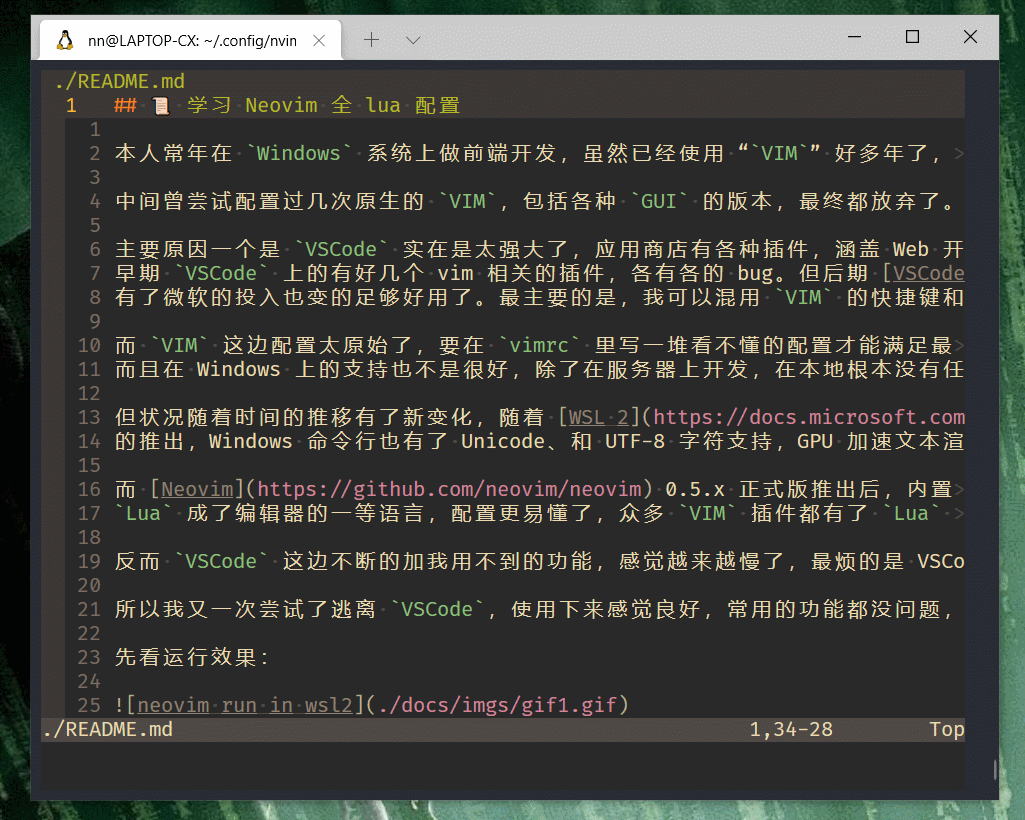 nn@LAPTOP-CX: ~/.config/nvin
./README.md
1 ## 📜 学习 Neovim 全 lua 配置
1
2 本人常年在 `Windows` 系统上做前端开发，虽然已经使用 “`VIM`” 好多年了，>
3
4 中间曾尝试配置过几次原生的 `VIM`，包括各种 `GUI` 的版本，最终都放弃了。
5
6 主要原因一个是 `VSCode` 实在是太强大了，应用商店有各种插件，涵盖 Web 开
7 早期 `VSCode` 上的有好几个 vim 相关的插件，各有各的 bug。但后期 [VSCode
8 有了微软的投入也变的足够好用了。最主要的是，我可以混用 `VIM` 的快捷键和
9
10 而 `VIM` 这边配置太原始了，要在 `vimrc` 里写一堆看不懂的配置才能满足最>
11 而且在 Windows 上的支持也不是很好，除了在服务器上开发，在本地根本没有任
12
13 但状况随着时间的推移有了新变化，随着 [WSL 2](https://docs.microsoft.com
14 的推出，Windows 命令行也有了 Unicode、和 UTF-8 字符支持，GPU 加速文本渲
15
16 而 [Neovim](https://github.com/neovim/neovim) 0.5.x 正式版推出后，内置>
17 `Lua` 成了编辑器的一等语言，配置更易懂了，众多 `VIM` 插件都有了 `Lua` >
18
19 反而 `VSCode` 这边不断的加我用不到的功能，感觉越来越慢了，最烦的是 VSCo
20
21 所以我又一次尝试了逃离 `VSCode`，使用下来感觉良好，常用的功能都没问题，
22
23 先看运行效果：
24
25 ![neovim run in wsl2](./docs/imgs/gif1.gif)
./README.md 1,34-28 Top